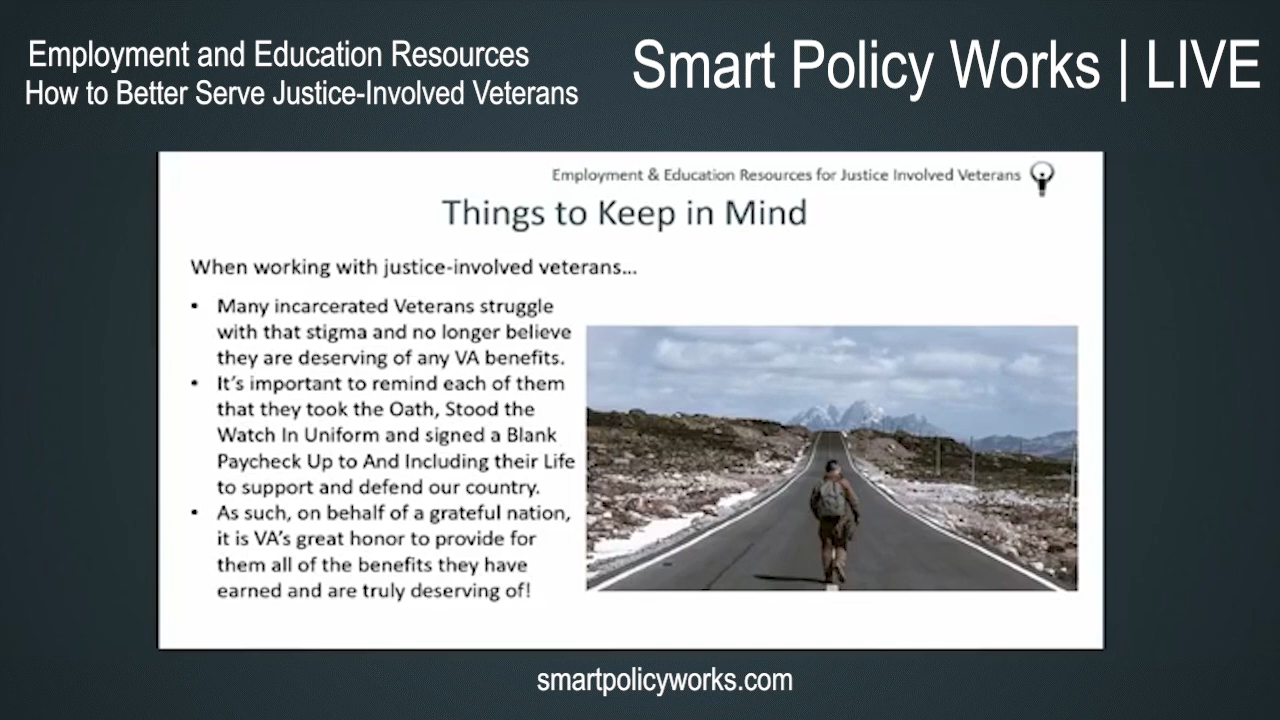 Employment and Education Resources
How to Better Serve Justice-Involved Veterans
Smart Policy Works | LIVE
Employment & Education Resources for Justice Involved Veterans
Things to Keep in Mind
When working with justice-involved veterans...
• Many incarcerated Veterans struggle
with that stigma and no longer believe
they are deserving of any VA benefits.
• It's important to remind each of them
that they took the Oath, Stood the
Watch In Uniform and signed a Blank
Paycheck Up to And Including their Life
to support and defend our country.
• As such, on behalf of a grateful nation,
it is VA's great honor to provide for
them all of the benefits they have
earned and are truly deserving of!
smartpolicyworks.com